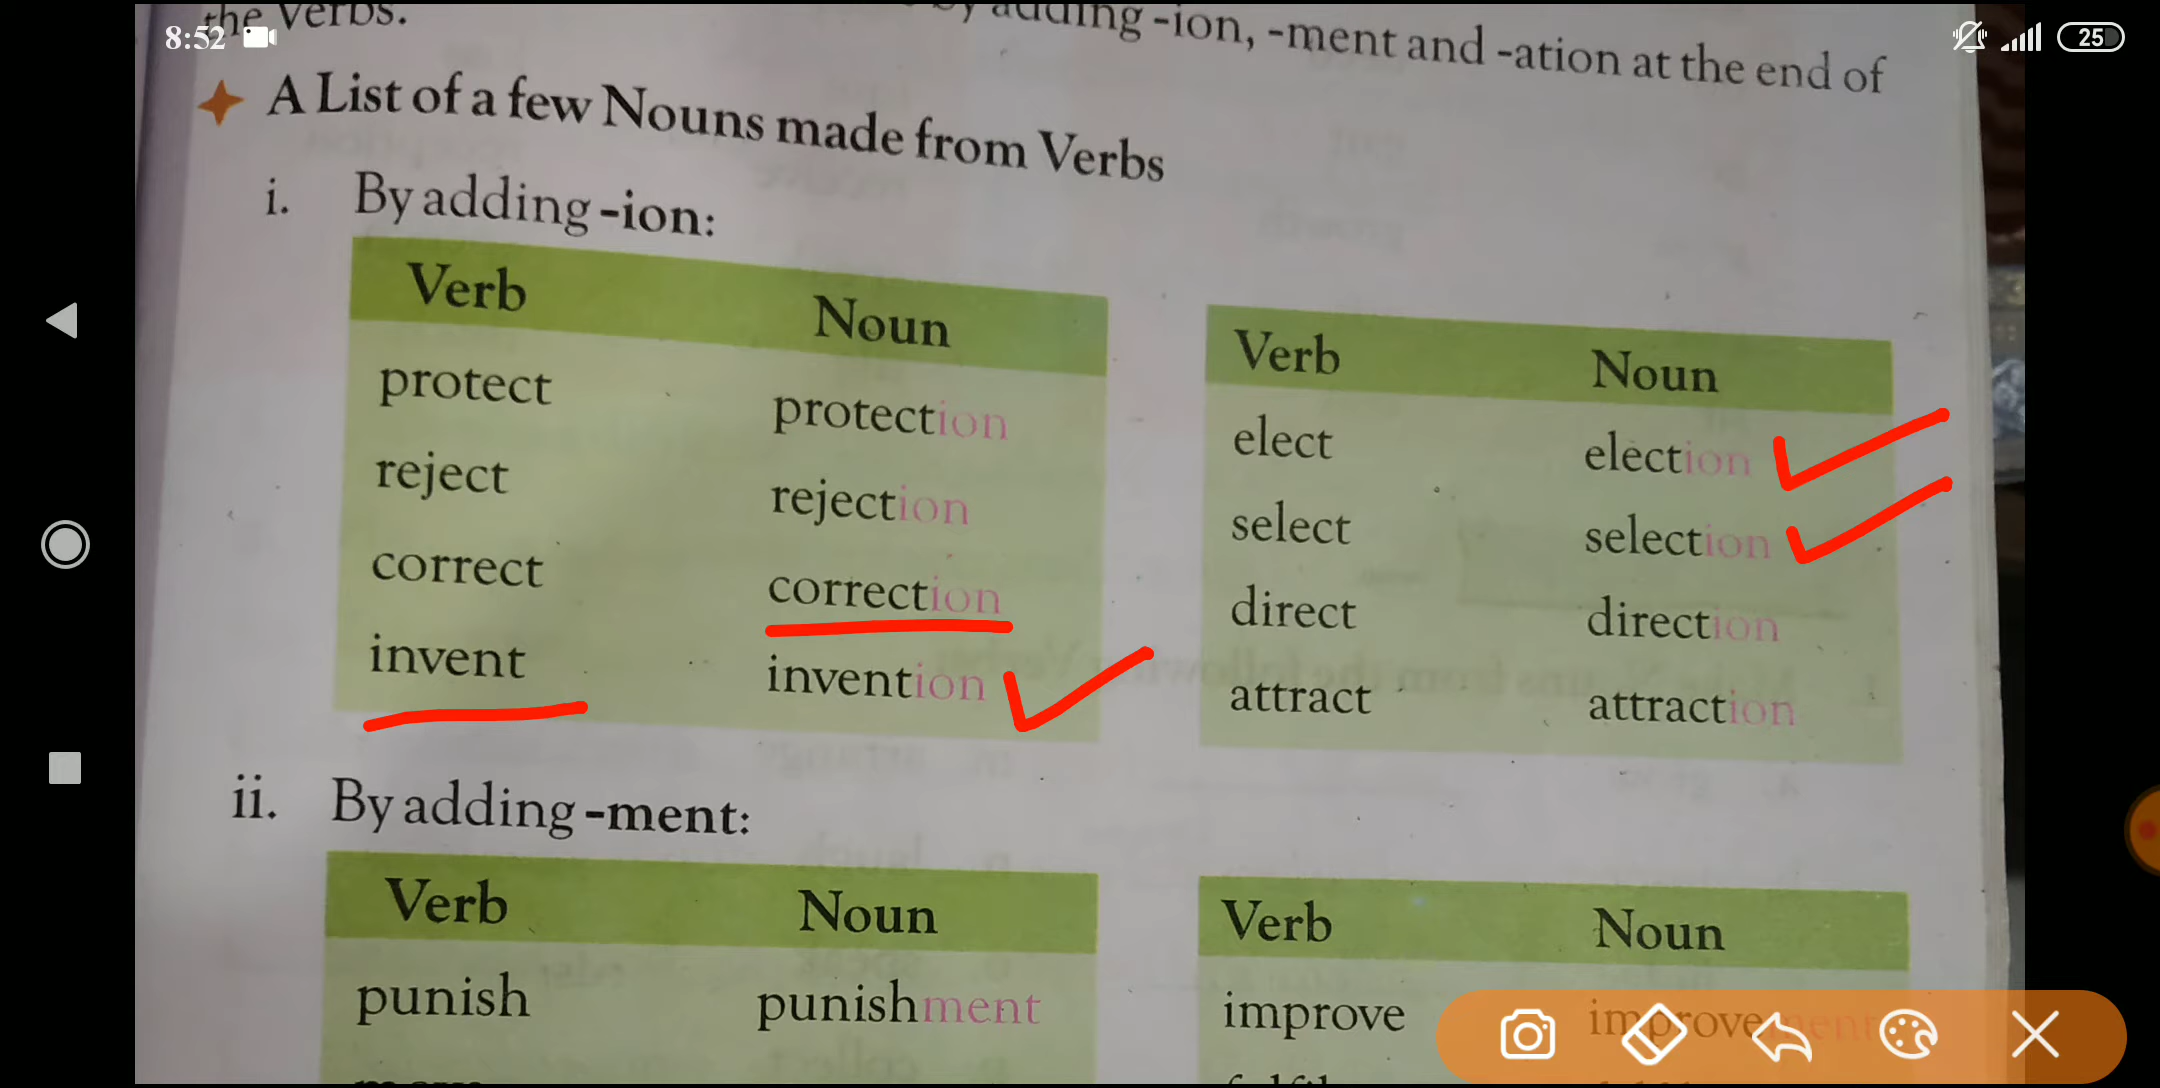 8:52
25
the verbs.
adding -ion, -ment and -ation at the end of
A List of a few Nouns made from Verbs
i. By adding -ion:
Verb Noun
protect protection
reject rejection
correct correction
invent invention
Verb Noun
elect election
select selection
direct direction
attract attraction
ii. By adding -ment:
Verb Noun
punish punishment
Verb Noun
improve improvement